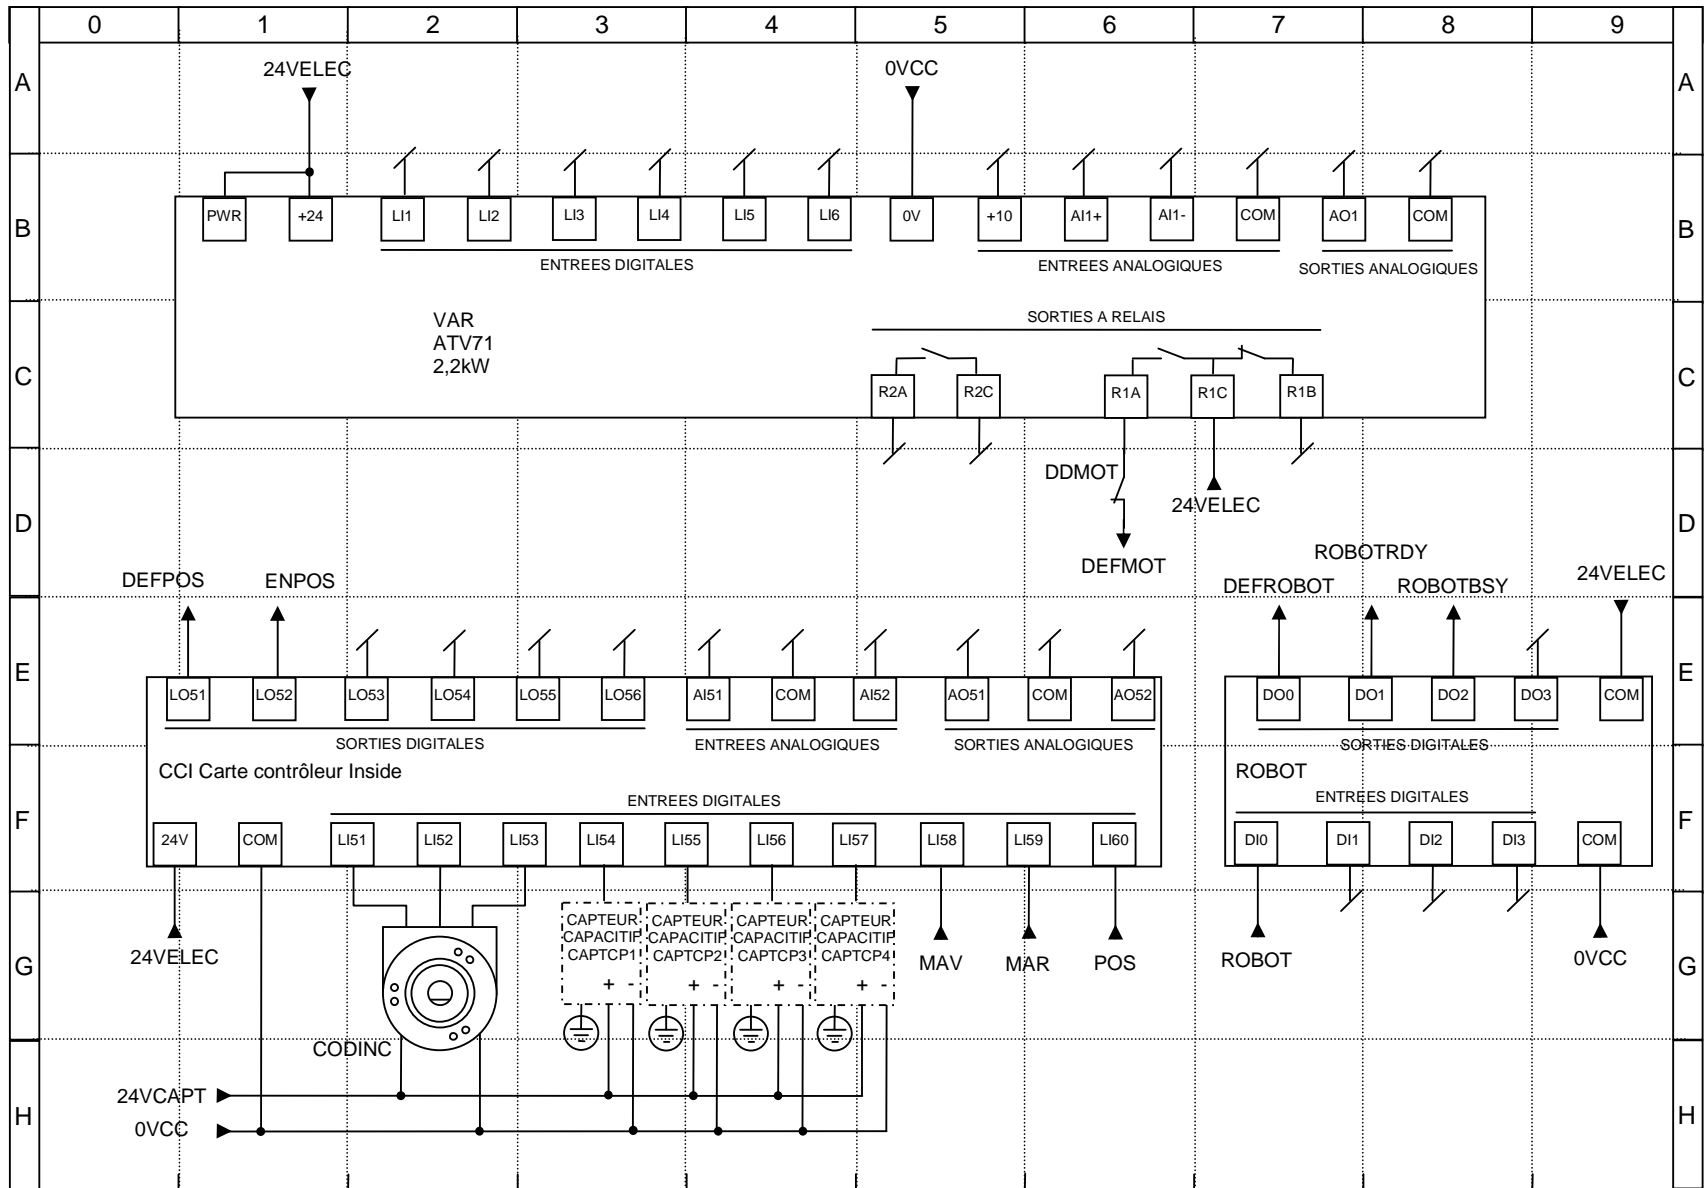 0 1 2 3 4 5 6 7 8 9
A 24VELEC 0VCC A
B PWR +24 LI1 LI2 LI3 LI4 LI5 LI6 0V +10 AI1+ AI1- COM AO1 COM B
ENTREES DIGITALES ENTREES ANALOGIQUES SORTIES ANALOGIQUES
VAR
ATV71
2,2kW
SORTIES A RELAIS
C R2A R2C R1A R1C R1B C
DDMOT
24VELEC
D D
DEFMOT
DEFPOS ENPOS DEFROBOT ROBOTRDY ROBOTBSY 24VELEC
E LO51 LO52 LO53 LO54 LO55 LO56 AI51 COM AI52 AO51 COM AO52 DO0 DO1 DO2 DO3 COM E
SORTIES DIGITALES ENTREES ANALOGIQUES SORTIES ANALOGIQUES SORTIES DIGITALES
CCI Carte contrôleur Inside ROBOT
ENTREES DIGITALES ENTREES DIGITALES
F 24V COM LI51 LI52 LI53 LI54 LI55 LI56 LI57 LI58 LI59 LI60 DI0 DI1 DI2 DI3 COM F
CAPTEUR CAPTEUR CAPTEUR CAPTEUR
CAPACITIF CAPACITIF CAPACITIF CAPACITIF
CAPTCP1 CAPTCP2 CAPTCP3 CAPTCP4
+ - + - + - + -
G 24VELEC MAV MAR POS ROBOT 0VCC G
CODINC
24VCAPT
H H
0VCC